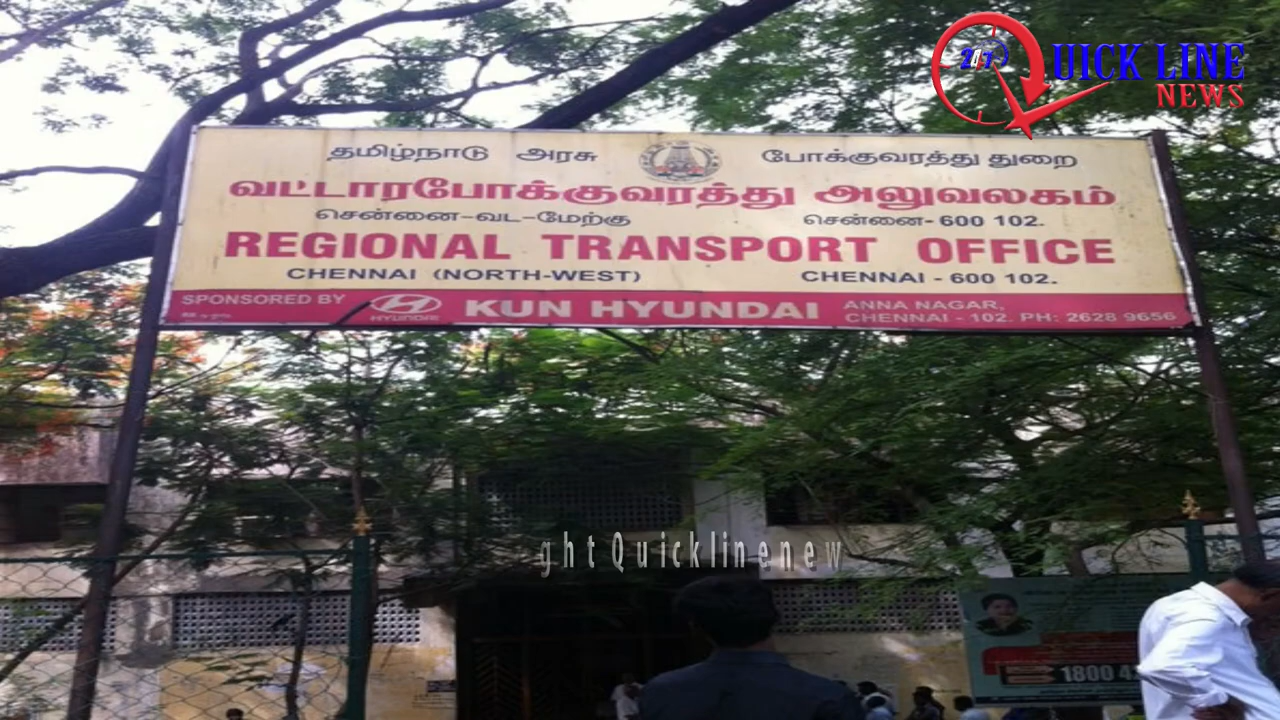 24x7
QUICK LINE
NEWS
தமிழ்நாடு அரசு போக்குவரத்து துறை
வட்டாரபோக்குவரத்து அலுவலகம்
சென்னை-வட-மேற்கு சென்னை- 600 102.
REGIONAL TRANSPORT OFFICE
CHENNAI (NORTH-WEST) CHENNAI - 600 102.
SPONSORED BY HYUNDAI KUN HYUNDAI ANNA NAGAR,
CHENNAI - 102. PH: 2628 9656
ght Quicklinenew
1800 4